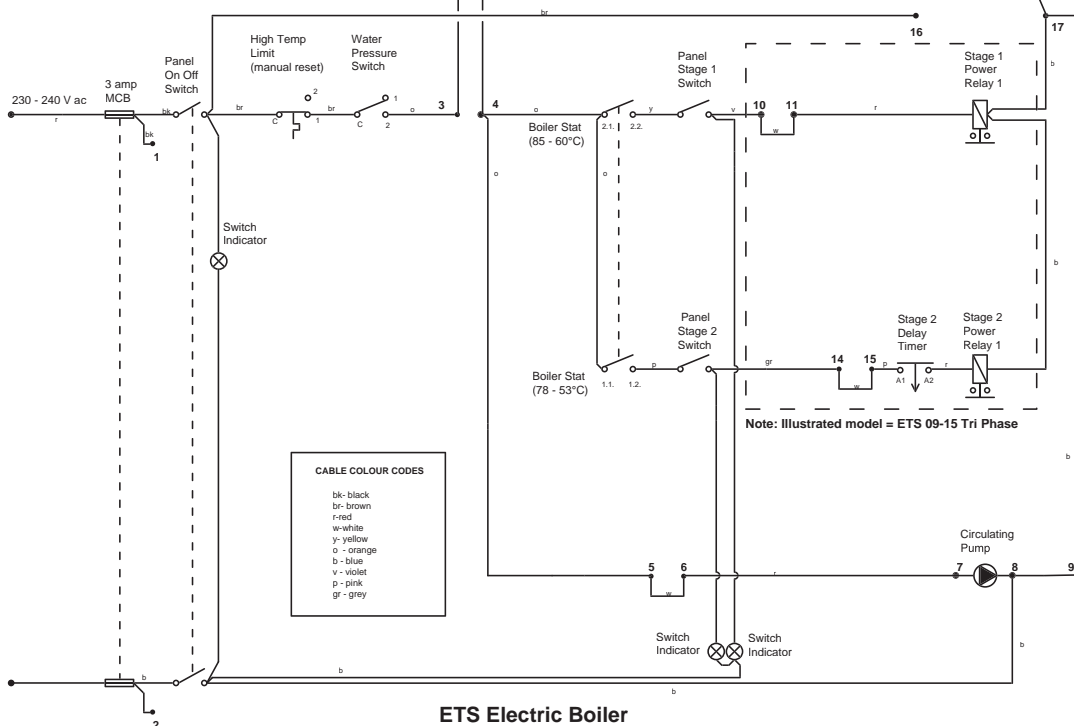 br
16
17
High Temp
Limit
(manual reset)
Water
Pressure
Switch
Panel
Stage 1
Switch
Stage 1
Power
Relay 1
Panel
On Off
Switch
3 amp
MCB
230 - 240 V ac
r
bk
bk
1
br
C
2
1
br
C
1
2
o
3
4
o
Boiler Stat
(85 - 60°C)
2.1.
2.2.
y
v
10
11
w
r
b
o
o
Switch
Indicator
b
Panel
Stage 2
Switch
Stage 2
Delay
Timer
Stage 2
Power
Relay 1
Boiler Stat
(78 - 53°C)
1.1.
1.2.
p
gr
14
15
w
p
A1
A2
r
Note: Illustrated model = ETS 09-15 Tri Phase
b
CABLE COLOUR CODES
bk- black
br- brown
r-red
w-white
y- yellow
o - orange
b - blue
v - violet
p - pink
gr - grey
Circulating
Pump
5
6
w
r
7
8
9
Switch
Indicator
Switch
Indicator
b
b
b
b
2
ETS Electric Boiler